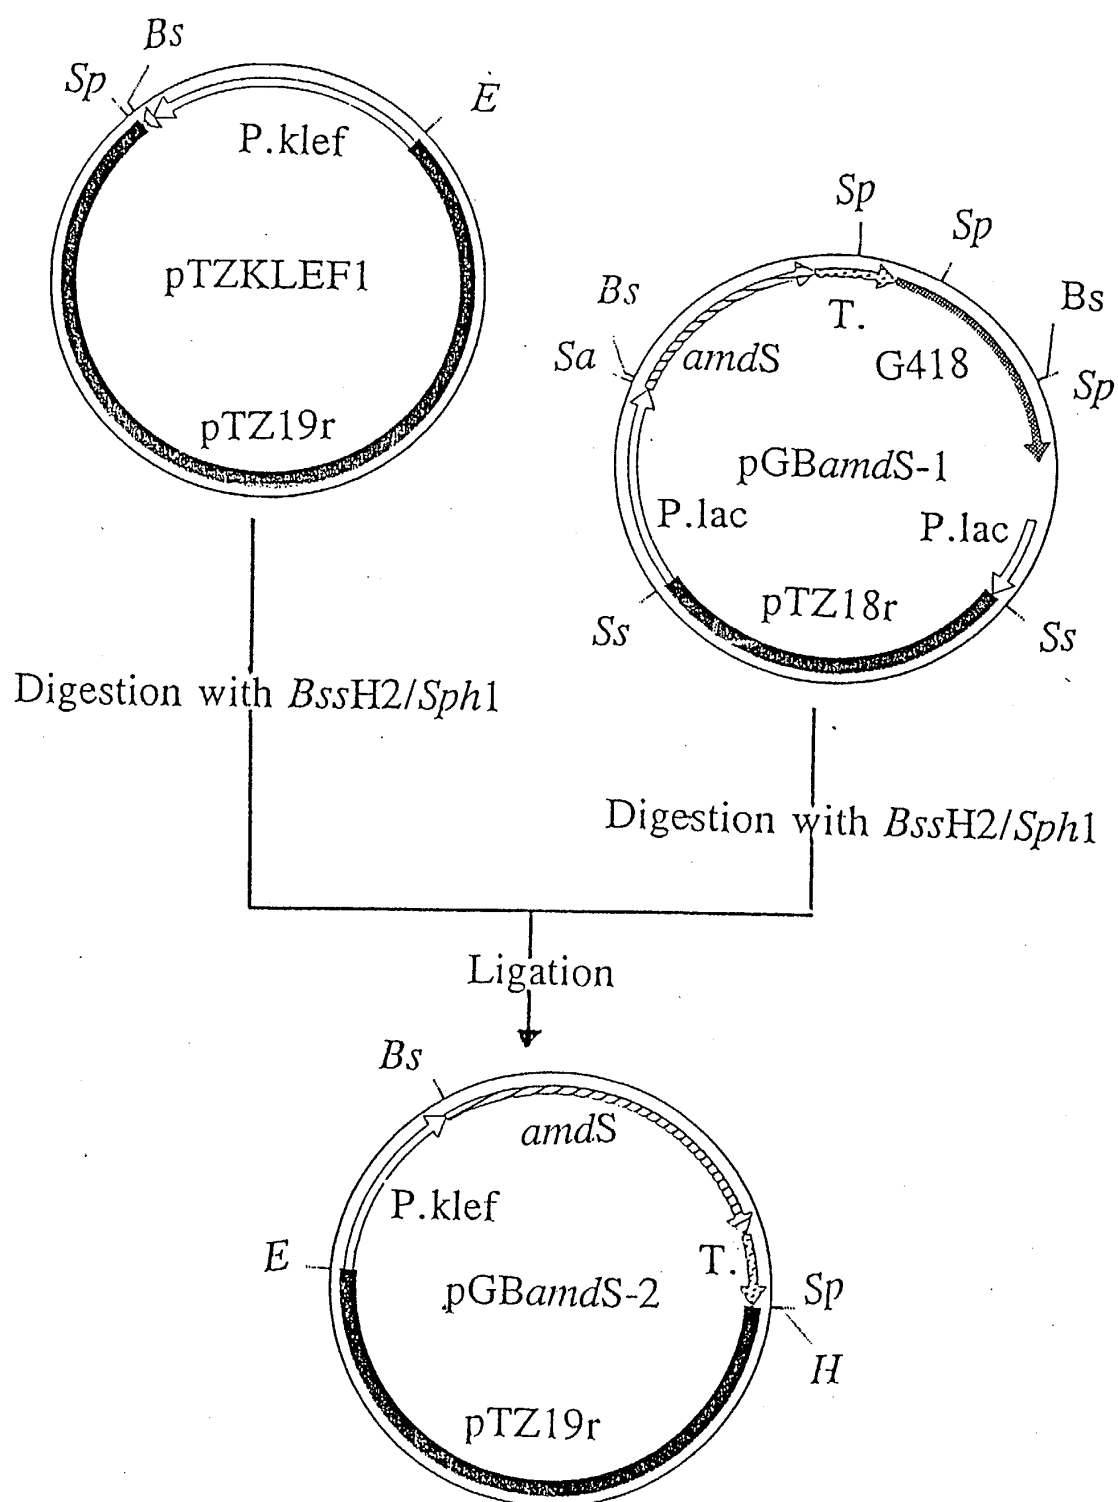 Bs
Sp
E
P.klef
pTZKLEF1
pTZ19r
Sp
Sp
Bs
Bs
T.
Sa
amdS
G418
Sp
pGBamdS-1
P.lac
P.lac
pTZ18r
Ss
Ss
Digestion with BssH2/Sph1
Digestion with BssH2/Sph1
Ligation
Bs
amdS
P.klef
E
T.
pGBamdS-2
Sp
H
pTZ19r